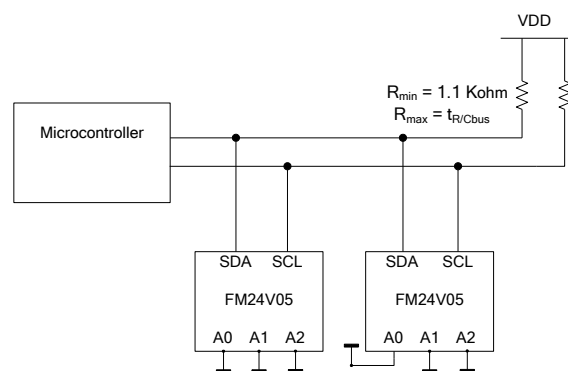 VDD
Rmin = 1.1 Kohm
Rmax = tR/Cbus
Microcontroller
SDA SCL
FM24V05
A0 A1 A2
SDA SCL
FM24V05
A0 A1 A2